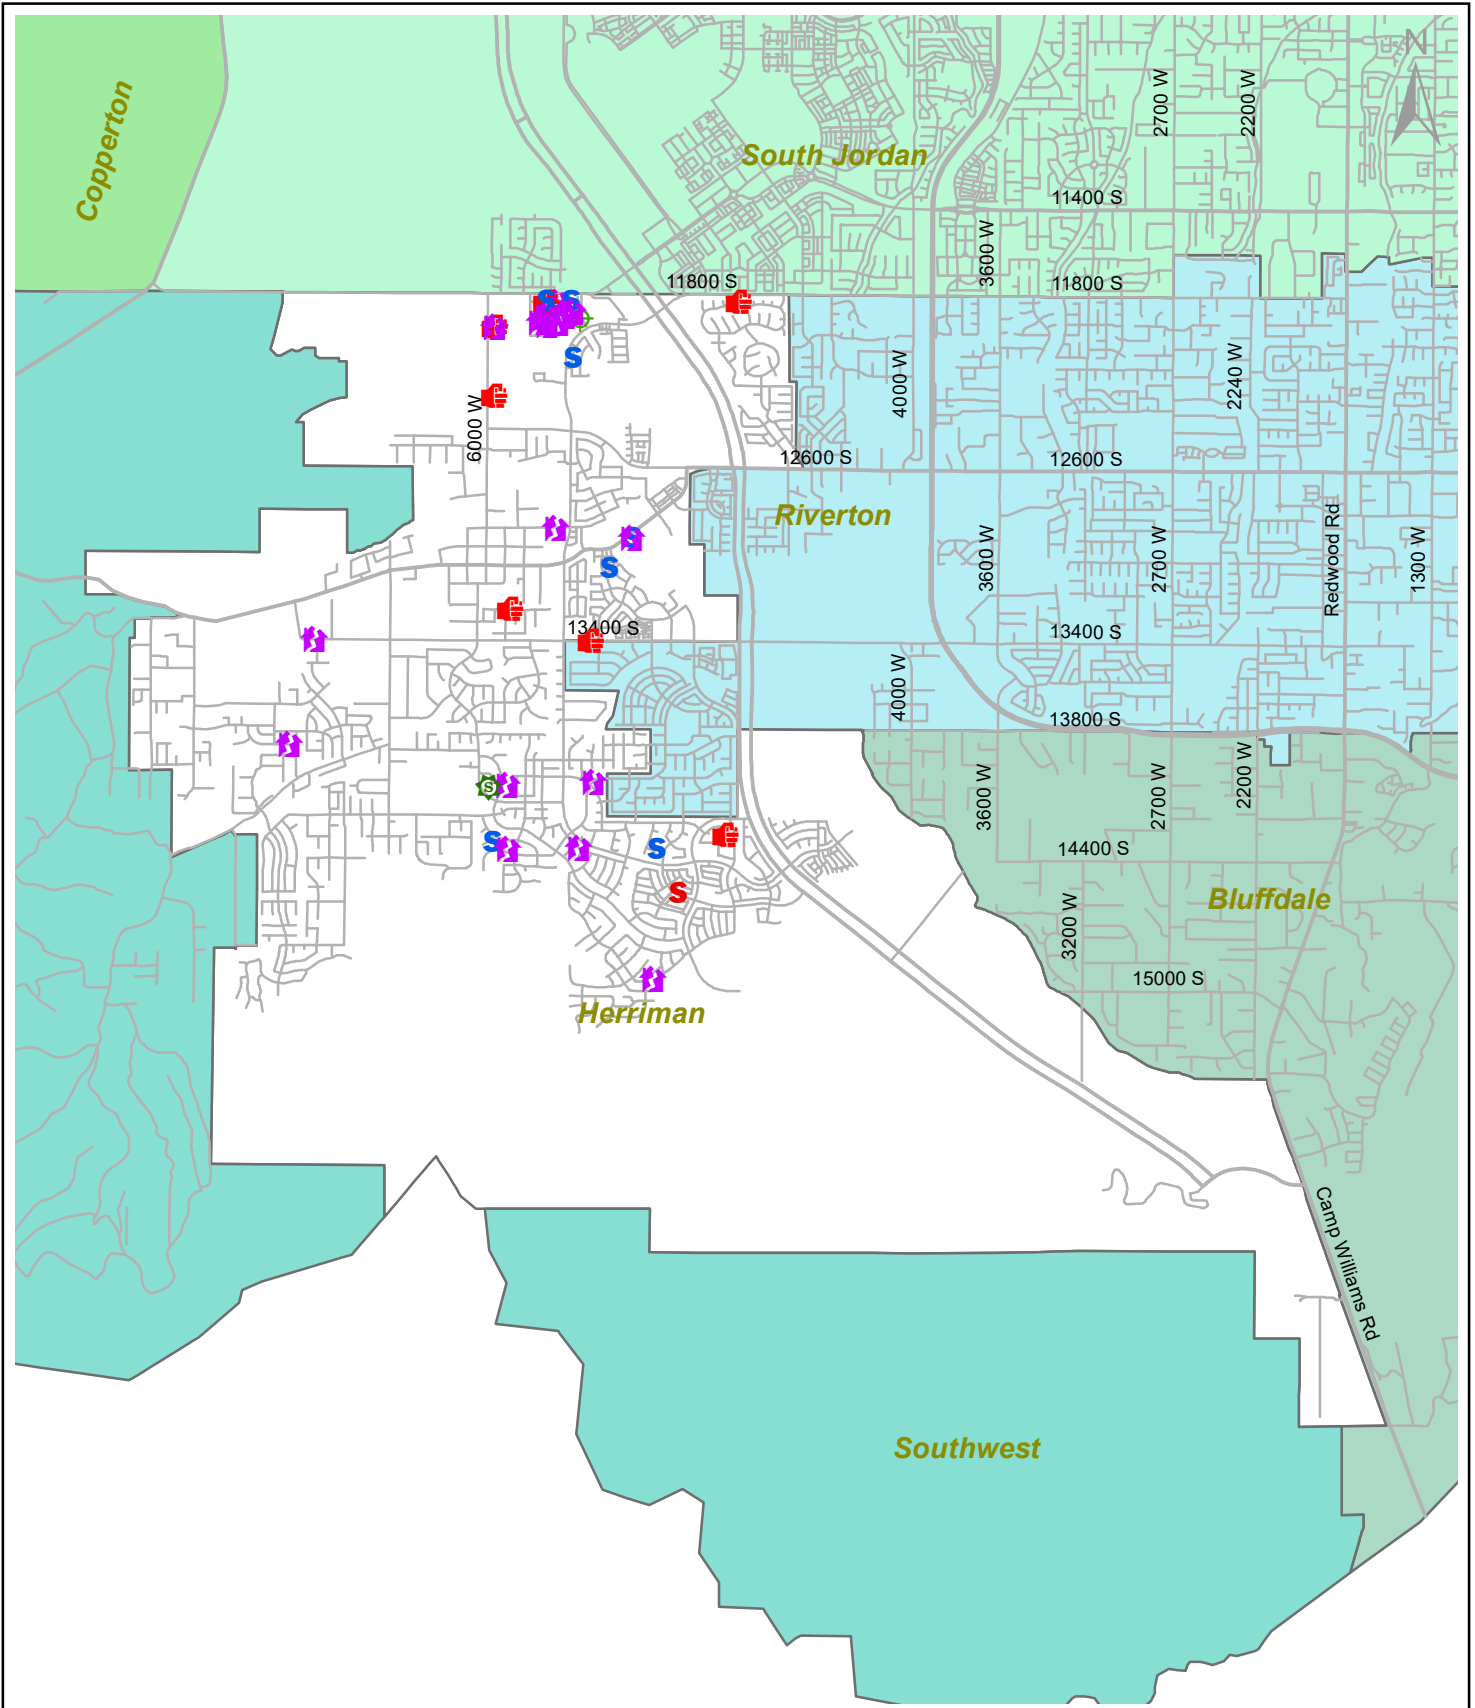 N
Copperton
South Jordan
2700 W
2200 W
11400 S
3600 W
11800 S
11800 S
S
S
S
4000 W
2240 W
6000 W
12600 S
12600 S
Riverton
Redwood Rd
3600 W
2700 W
1300 W
S
S
13400 S
13400 S
4000 W
13800 S
S
3600 W
2700 W
2200 W
S
S
14400 S
S
Bluffdale
3200 W
15000 S
Herriman
Camp Williams Rd
Southwest